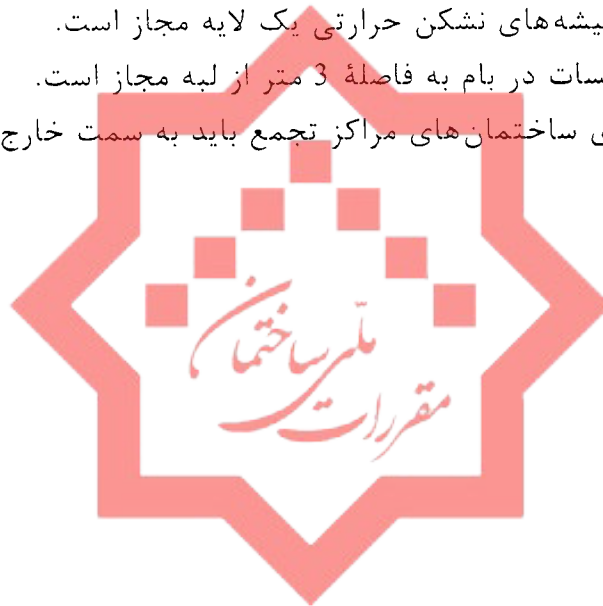 یشه‌های نشکن حرارتی یک لایه مجاز است.
سات در بام به فاصلهٔ 3 متر از لبه مجاز است.
ی ساختمان‌های مراکز تجمع باید به سمت خارج
مقررات ملّی ساختمان